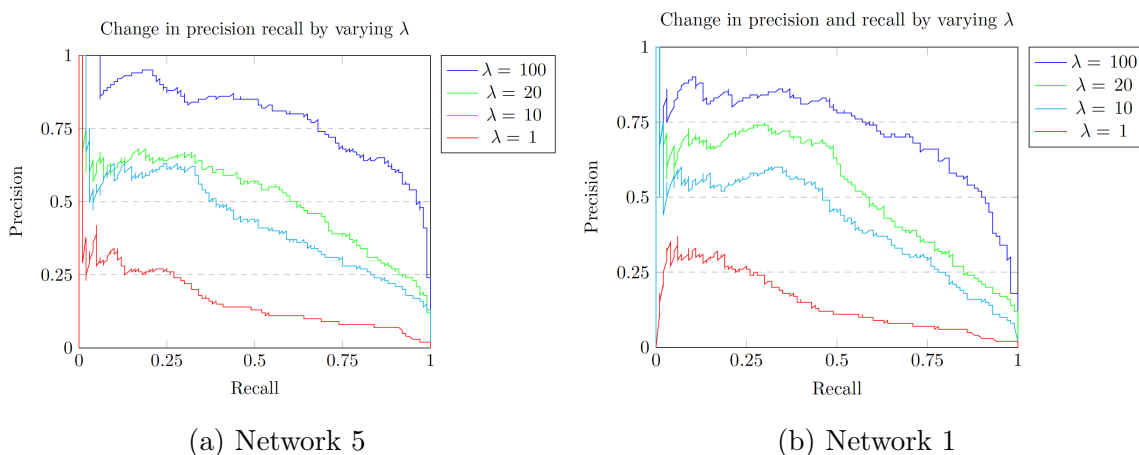 Change in precision recall by varying λ
1
0.75
0.5
0.25
0
Precision
0 0.25 0.5 0.75 1
Recall
λ = 100
λ = 20
λ = 10
λ = 1
(a) Network 5
Change in precision and recall by varying λ
1
0.75
0.5
0.25
0
Precision
0 0.25 0.5 0.75 1
Recall
λ = 100
λ = 20
λ = 10
λ = 1
(b) Network 1